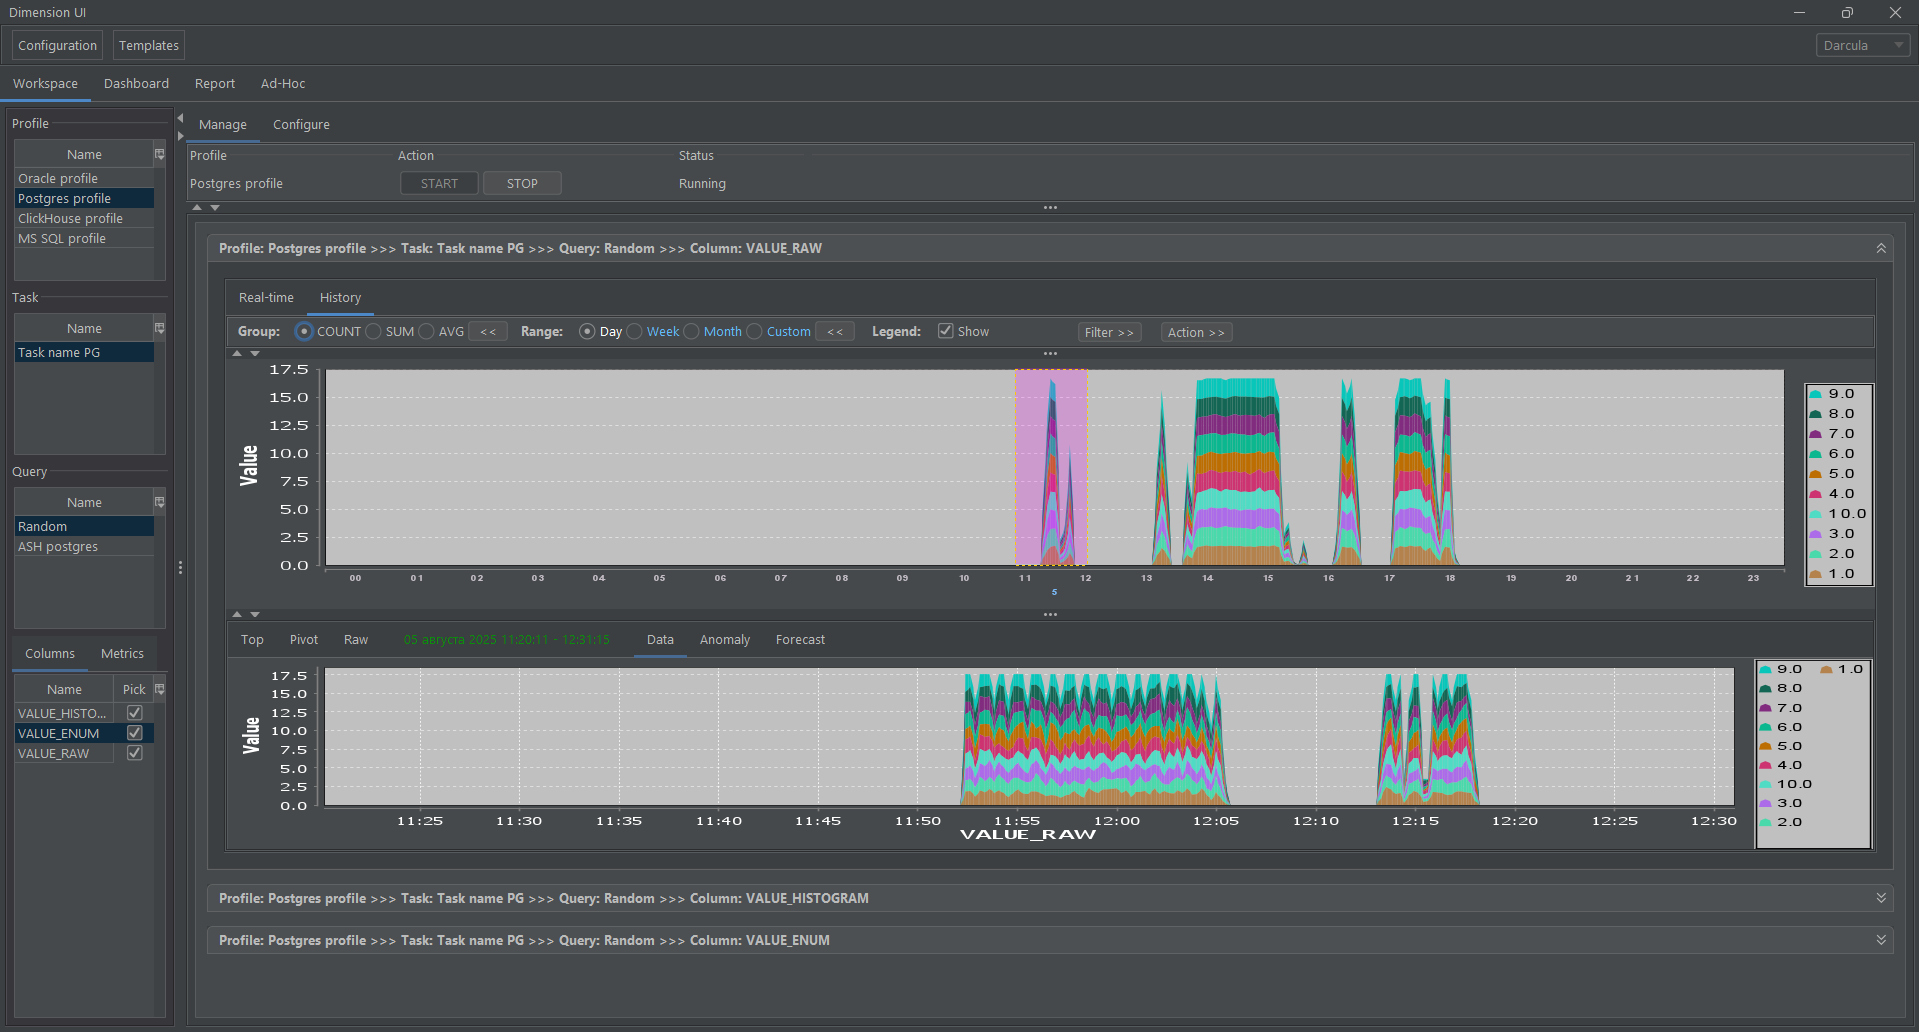 Dimension UI
Configuration Templates Darcula
Workspace Dashboard Report Ad-Hoc
Profile
Name
Oracle profile
Postgres profile
ClickHouse profile
MS SQL profile
Task
Name
Task name PG
Query
Name
Random
ASH postgres
Columns Metrics
Name Pick
VALUE_HISTO...
VALUE_ENUM
VALUE_RAW
Manage Configure
Profile Action Status
Postgres profile START STOP Running
Profile: Postgres profile >>> Task: Task name PG >>> Query: Random >>> Column: VALUE_RAW
Real-time History
Group: COUNT SUM AVG << Range: Day Week Month Custom << Legend: Show Filter >> Action >>
Value
17.5
15.0
12.5
10.0
7.5
5.0
2.5
0.0
00 01 02 03 04 05 06 07 08 09 10 11 12 13 14 15 16 17 18 19 20 21 22 23
s
9.0
8.0
7.0
6.0
5.0
4.0
10.0
3.0
2.0
1.0
Top Pivot Raw 05 августа 2025 11:20:11 - 12:31:15 Data Anomaly Forecast
Value
17.5
15.0
12.5
10.0
7.5
5.0
2.5
0.0
11:25 11:30 11:35 11:40 11:45 11:50 11:55 12:00 12:05 12:10 12:15 12:20 12:25 12:30
VALUE_RAW
9.0 1.0
8.0
7.0
6.0
5.0
4.0
10.0
3.0
2.0
Profile: Postgres profile >>> Task: Task name PG >>> Query: Random >>> Column: VALUE_HISTOGRAM
Profile: Postgres profile >>> Task: Task name PG >>> Query: Random >>> Column: VALUE_ENUM